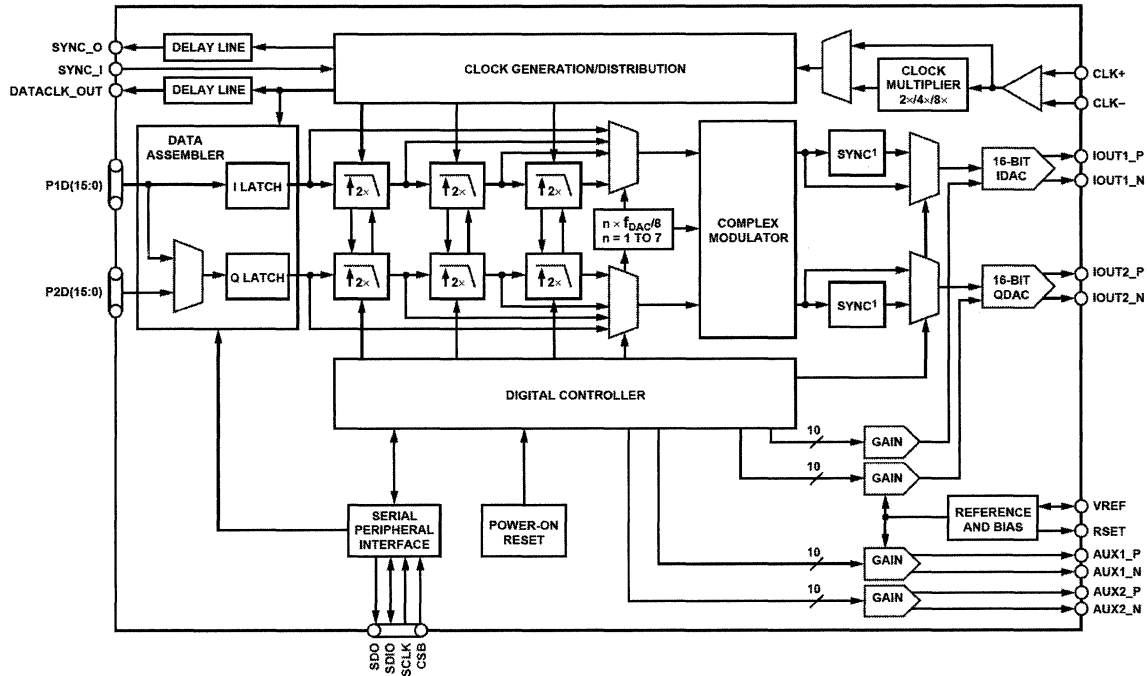 SYNC_O
DELAY LINE
SYNC_I
DATACLK_OUT
DELAY LINE
CLOCK GENERATION/DISTRIBUTION
CLOCK
MULTIPLIER
2×/4×/8×
CLK+
CLK–
DATA
ASSEMBLER
P1D(15:0)
I LATCH
2×
2×
2×
n × fDAC/8
n = 1 TO 7
COMPLEX
MODULATOR
SYNC1
16-BIT
IDAC
IOUT1_P
IOUT1_N
P2D(15:0)
Q LATCH
2×
2×
2×
SYNC1
16-BIT
QDAC
IOUT2_P
IOUT2_N
DIGITAL CONTROLLER
10
GAIN
10
GAIN
SERIAL
PERIPHERAL
INTERFACE
POWER-ON
RESET
REFERENCE
AND BIAS
VREF
RSET
10
GAIN
AUX1_P
AUX1_N
10
GAIN
AUX2_P
AUX2_N
SDO
SDIO
SCLK
CSB